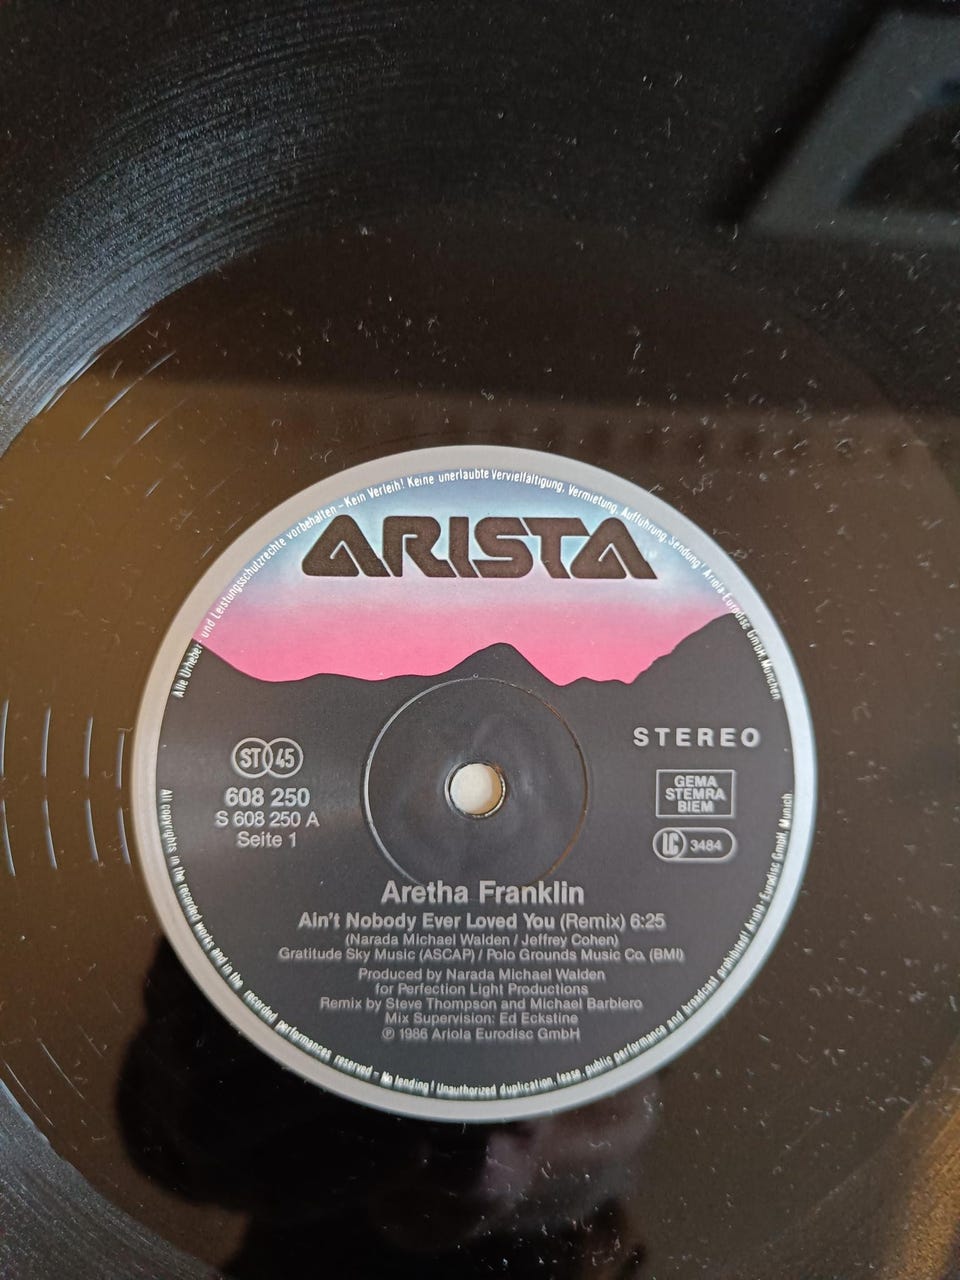 Alle Urheber- und Leistungsschutzrechte vorbehalten – Kein Verleih! Keine unerlaubte Vervielfältigung, Vermietung, Aufführung, Sendung! Ariola-Eurodisc GmbH, München
ARISTA
STEREO
ST 45
608 250
S 608 250 A
Seite 1
GEMA
STEMRA
BIEM
LC 3484
Aretha Franklin
Ain't Nobody Ever Loved You (Remix) 6:25
(Narada Michael Walden / Jeffrey Cohen)
Gratitude Sky Music (ASCAP) / Polo Grounds Music Co. (BMI)
Produced by Narada Michael Walden
for Perfection Light Productions
Remix by Steve Thompson and Michael Barbiero
Mix Supervision: Ed Eckstine
℗ 1986 Ariola Eurodisc GmbH
All copyrights in the recorded works and in the recorded performances reserved – No lending! Unauthorized duplication, lease, public performance and broadcast prohibited! Ariola-Eurodisc GmbH, Munich